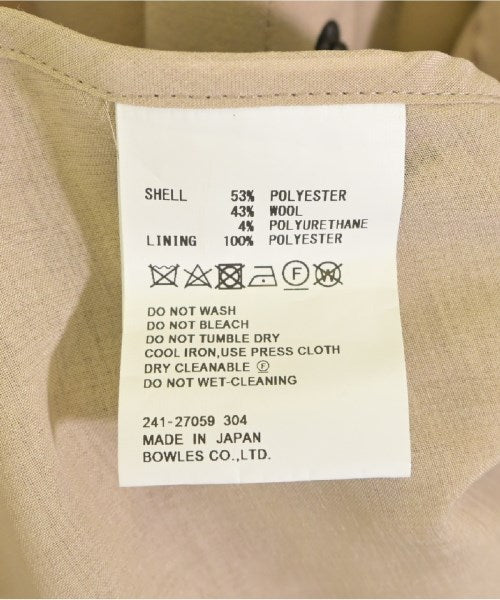 SHELL 53% POLYESTER
43% WOOL
4% POLYURETHANE
LINING 100% POLYESTER
F W
DO NOT WASH
DO NOT BLEACH
DO NOT TUMBLE DRY
COOL IRON,USE PRESS CLOTH
DRY CLEANABLE Ⓕ
DO NOT WET-CLEANING
241-27059 304
MADE IN JAPAN
BOWLES CO.,LTD.